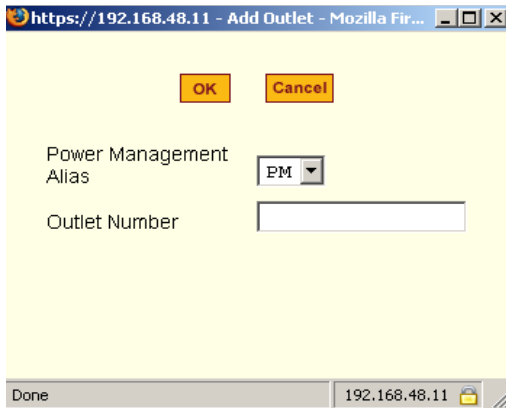 https://192.168.48.11 - Add Outlet - Mozilla Fir...
OK Cancel
Power Management
Alias
PM
Outlet Number
Done 192.168.48.11